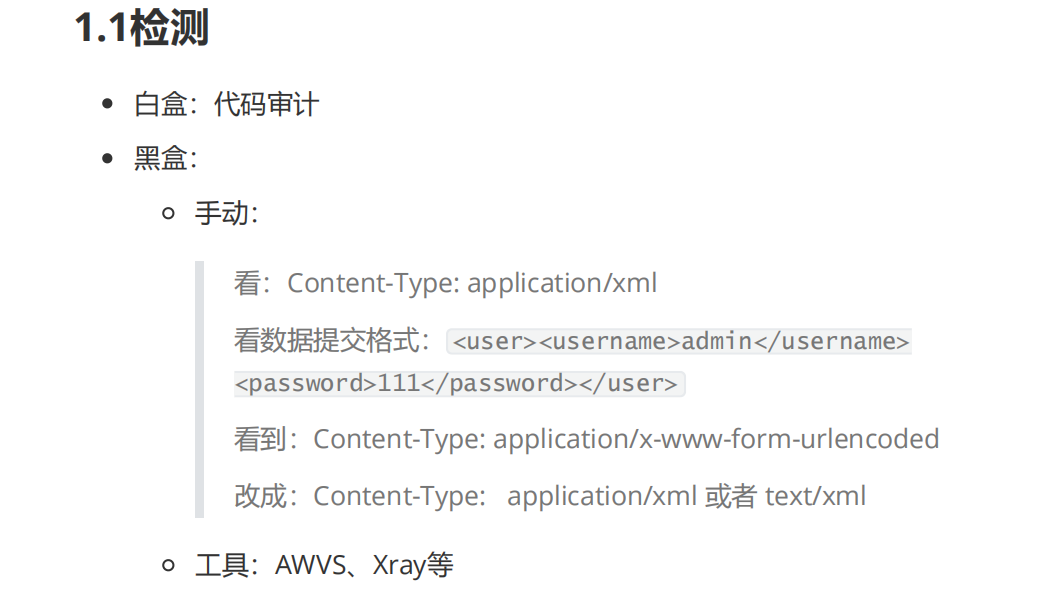 1.1检测
白盒：代码审计
黑盒：
手动：
看：Content-Type: application/xml
看数据提交格式：<user><username>admin</username>
<password>111</password></user>
看到：Content-Type: application/x-www-form-urlencoded
改成：Content-Type:   application/xml 或者 text/xml
工具：AWVS、Xray等